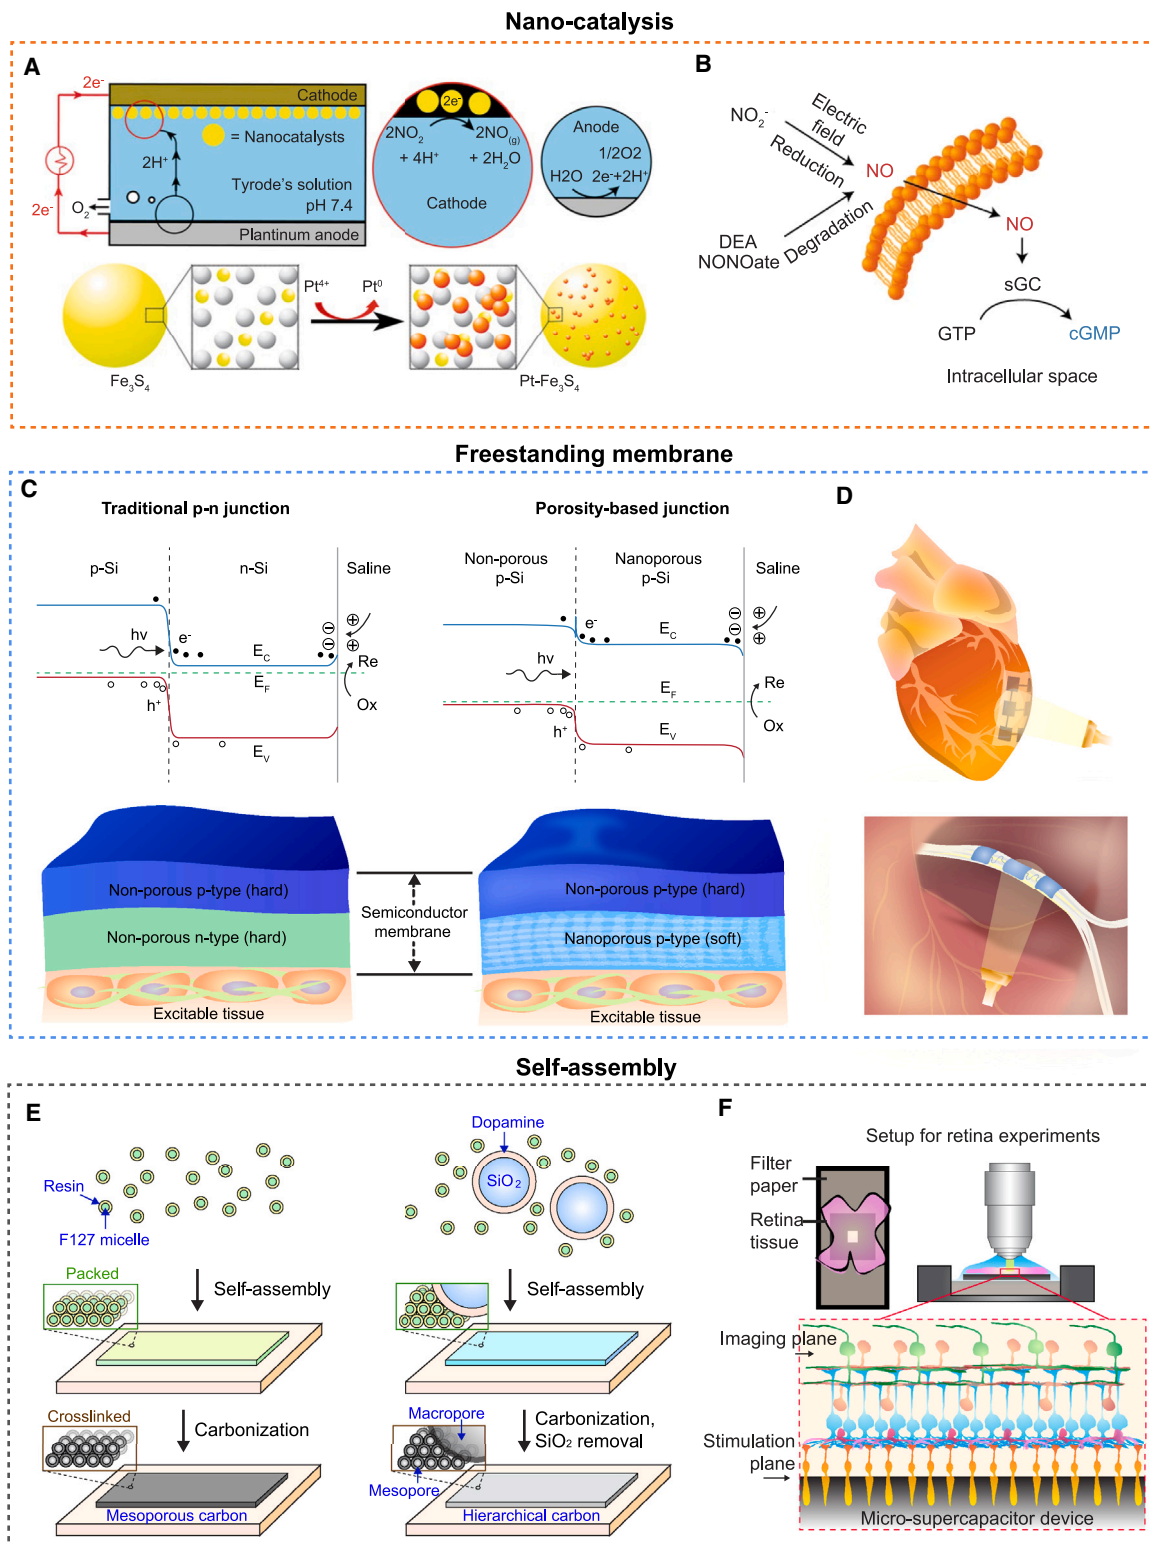 Nano-catalysis
A
2e-
Cathode
= Nanocatalysts
2H+
Tyrode's solution
pH 7.4
O2
2e-
Plantinum anode
2e-
2NO2 2NO(g)
+ 4H+ + 2H2O
Cathode
Anode
1/2O2
H2O 2e-+2H+
Fe3S4
Pt4+ Pt0
Pt-Fe3S4
B
NO2-
Electric
field
Reduction
NO
DEA
NONOate
Degradation
NO
sGC
GTP
cGMP
Intracellular space
Freestanding membrane
C
Traditional p-n junction
p-Si
n-Si
Saline
e-
hv
EC
Re
EF
h+
Ox
EV
Porosity-based junction
Non-porous
p-Si
Nanoporous
p-Si
Saline
e-
EC
hv
EF
Re
h+
Ox
EV
Non-porous p-type (hard)
Non-porous n-type (hard)
Excitable tissue
Semiconductor
membrane
Non-porous p-type (hard)
Nanoporous p-type (soft)
Excitable tissue
D
Self-assembly
E
Resin
F127 micelle
Packed
Self-assembly
Crosslinked
Carbonization
Mesoporous carbon
Dopamine
SiO2
Self-assembly
Macropore
Carbonization,
SiO2 removal
Mesopore
Hierarchical carbon
F
Setup for retina experiments
Filter
paper
Retina
tissue
Imaging plane
Stimulation
plane
Micro-supercapacitor device